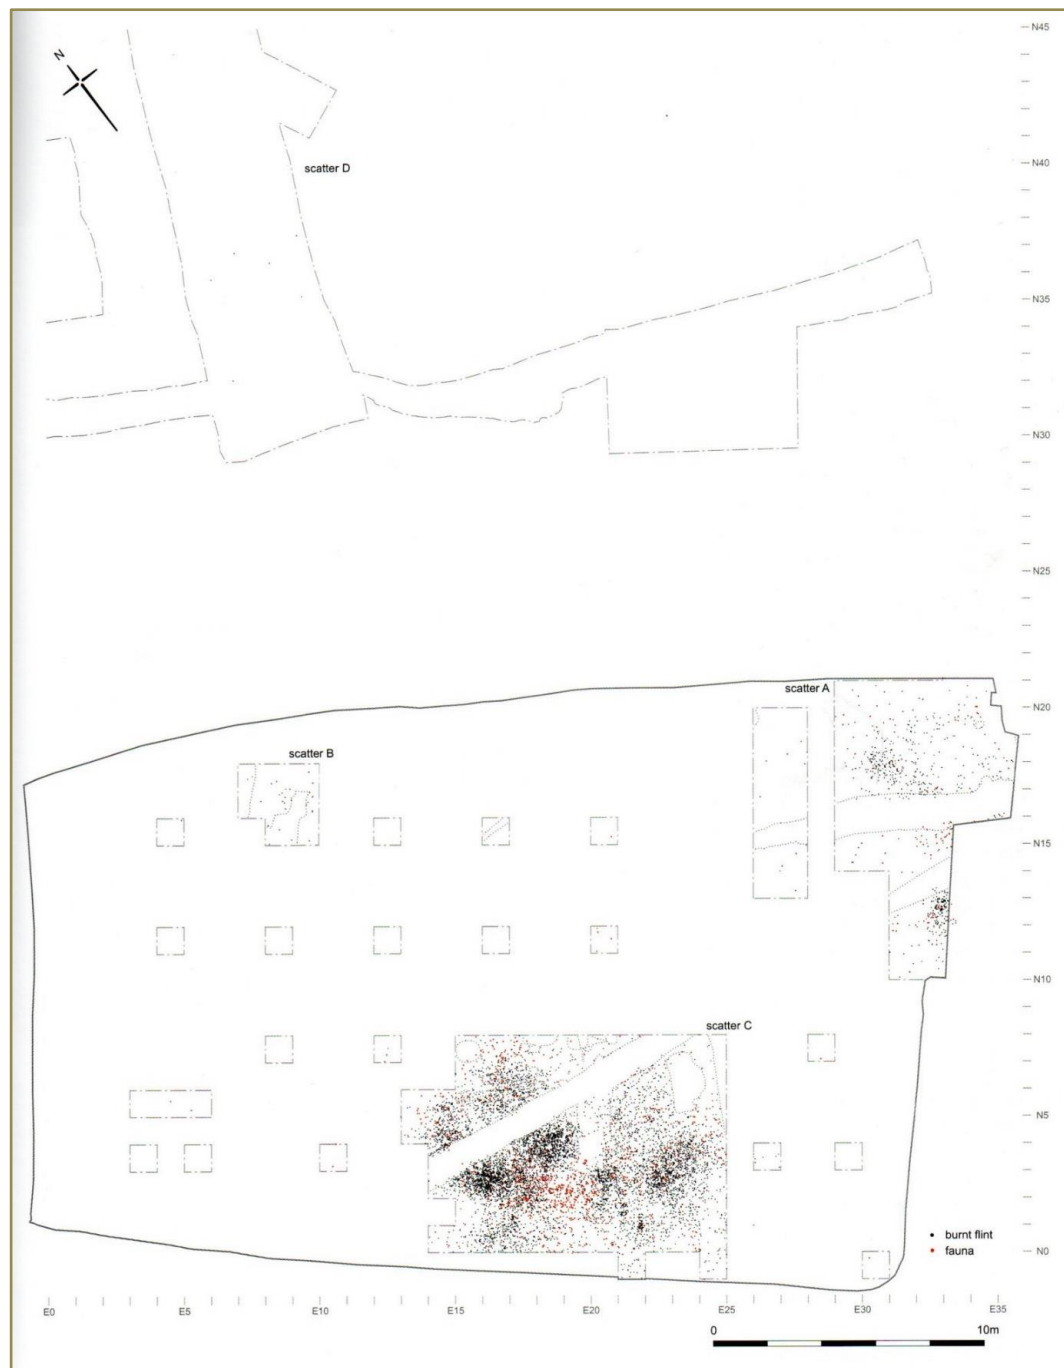 N
N45
scatter D
N40
N35
N30
N25
scatter A
N20
scatter B
N15
N10
scatter C
N5
burnt flint
fauna
N0
E0 E5 E10 E15 E20 E25 E30 E35
0 10m